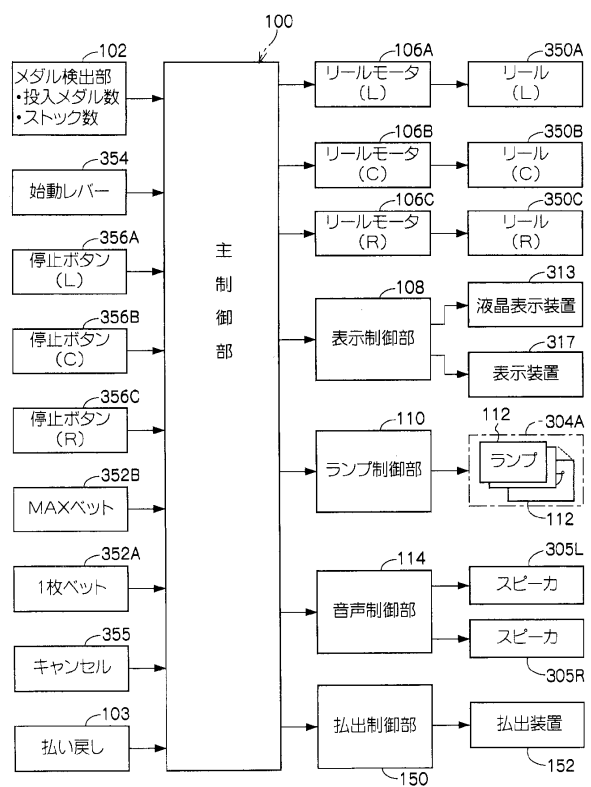 100
102
メダル検出部
・投入メダル数
・ストック数
354
始動レバー
356A
停止ボタン
(L)
356B
停止ボタン
(C)
356C
停止ボタン
(R)
352B
MAXベット
352A
1枚ベット
355
キャンセル
103
払い戻し
主制御部
106A
リールモータ
(L)
350A
リール
(L)
106B
リールモータ
(C)
350B
リール
(C)
106C
リールモータ
(R)
350C
リール
(R)
108
表示制御部
313
液晶表示装置
317
表示装置
110
ランプ制御部
112
304A
ランプ
112
114
音声制御部
305L
スピーカ
スピーカ
305R
払出制御部
150
払出装置
152